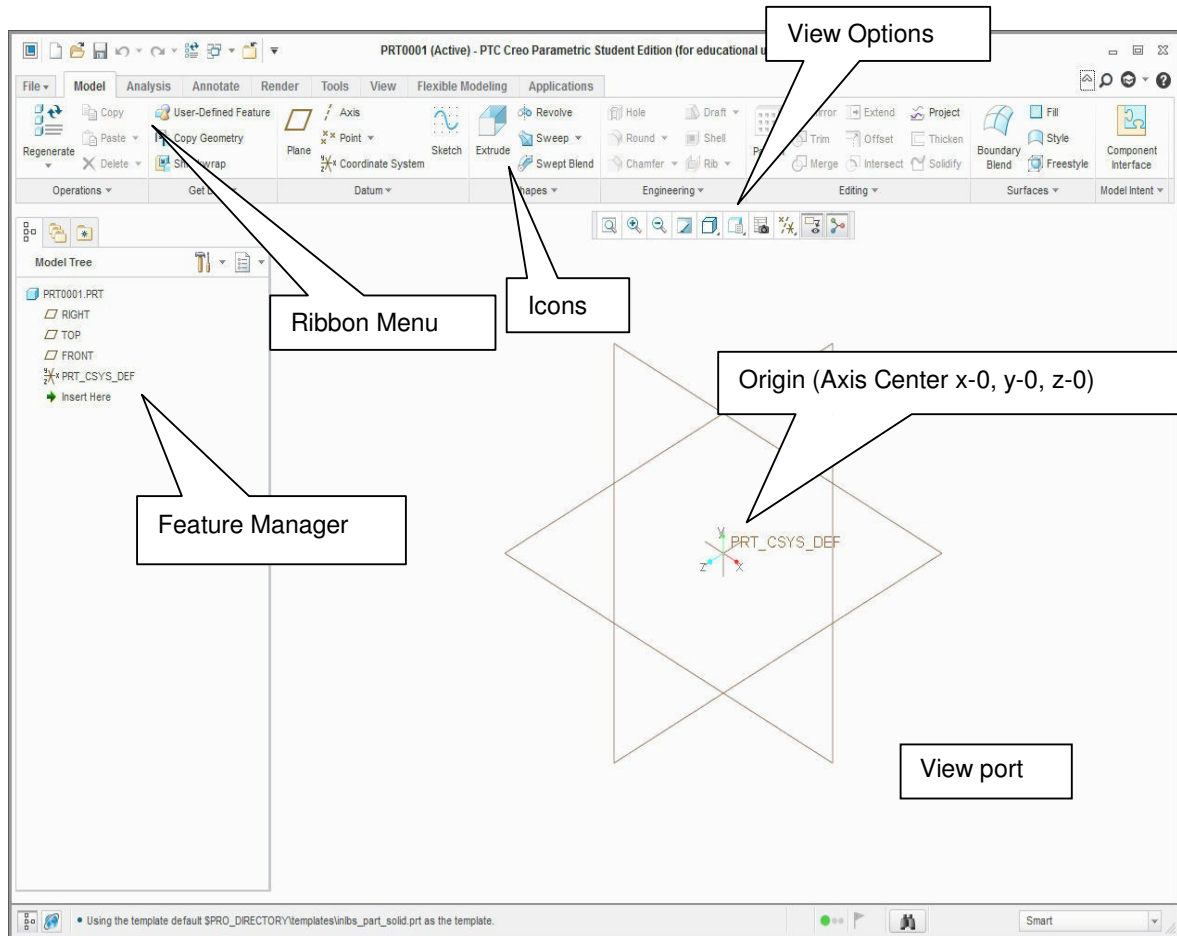 View Options
PRT0001 (Active) - PTC Creo Parametric Student Edition (for educational u
File Model Analysis Annotate Render Tools View Flexible Modeling Applications
Copy User-Defined Feature Axis Revolve Hole Draft Extend Project Fill
Regenerate Paste Copy Geometry Plane Point Sketch Extrude Sweep Round Shell Trim Offset Thicken Boundary Blend Style Component Interface
Delete Coordinate System Swept Blend Chamfer Rib Merge Intersect Solidify Freestyle
Operations Datum Engineering Editing Surfaces Model Intent
Model Tree
PRT0001.PRT
RIGHT
TOP
FRONT
PRT_CSYS_DEF
Insert Here
Ribbon Menu
Icons
Origin (Axis Center x-0, y-0, z-0)
Feature Manager
y
PRT_CSYS_DEF
z x
View port
Using the template default $PRO_DIRECTORY\templates\inlbs_part_solid.prt as the template.
Smart